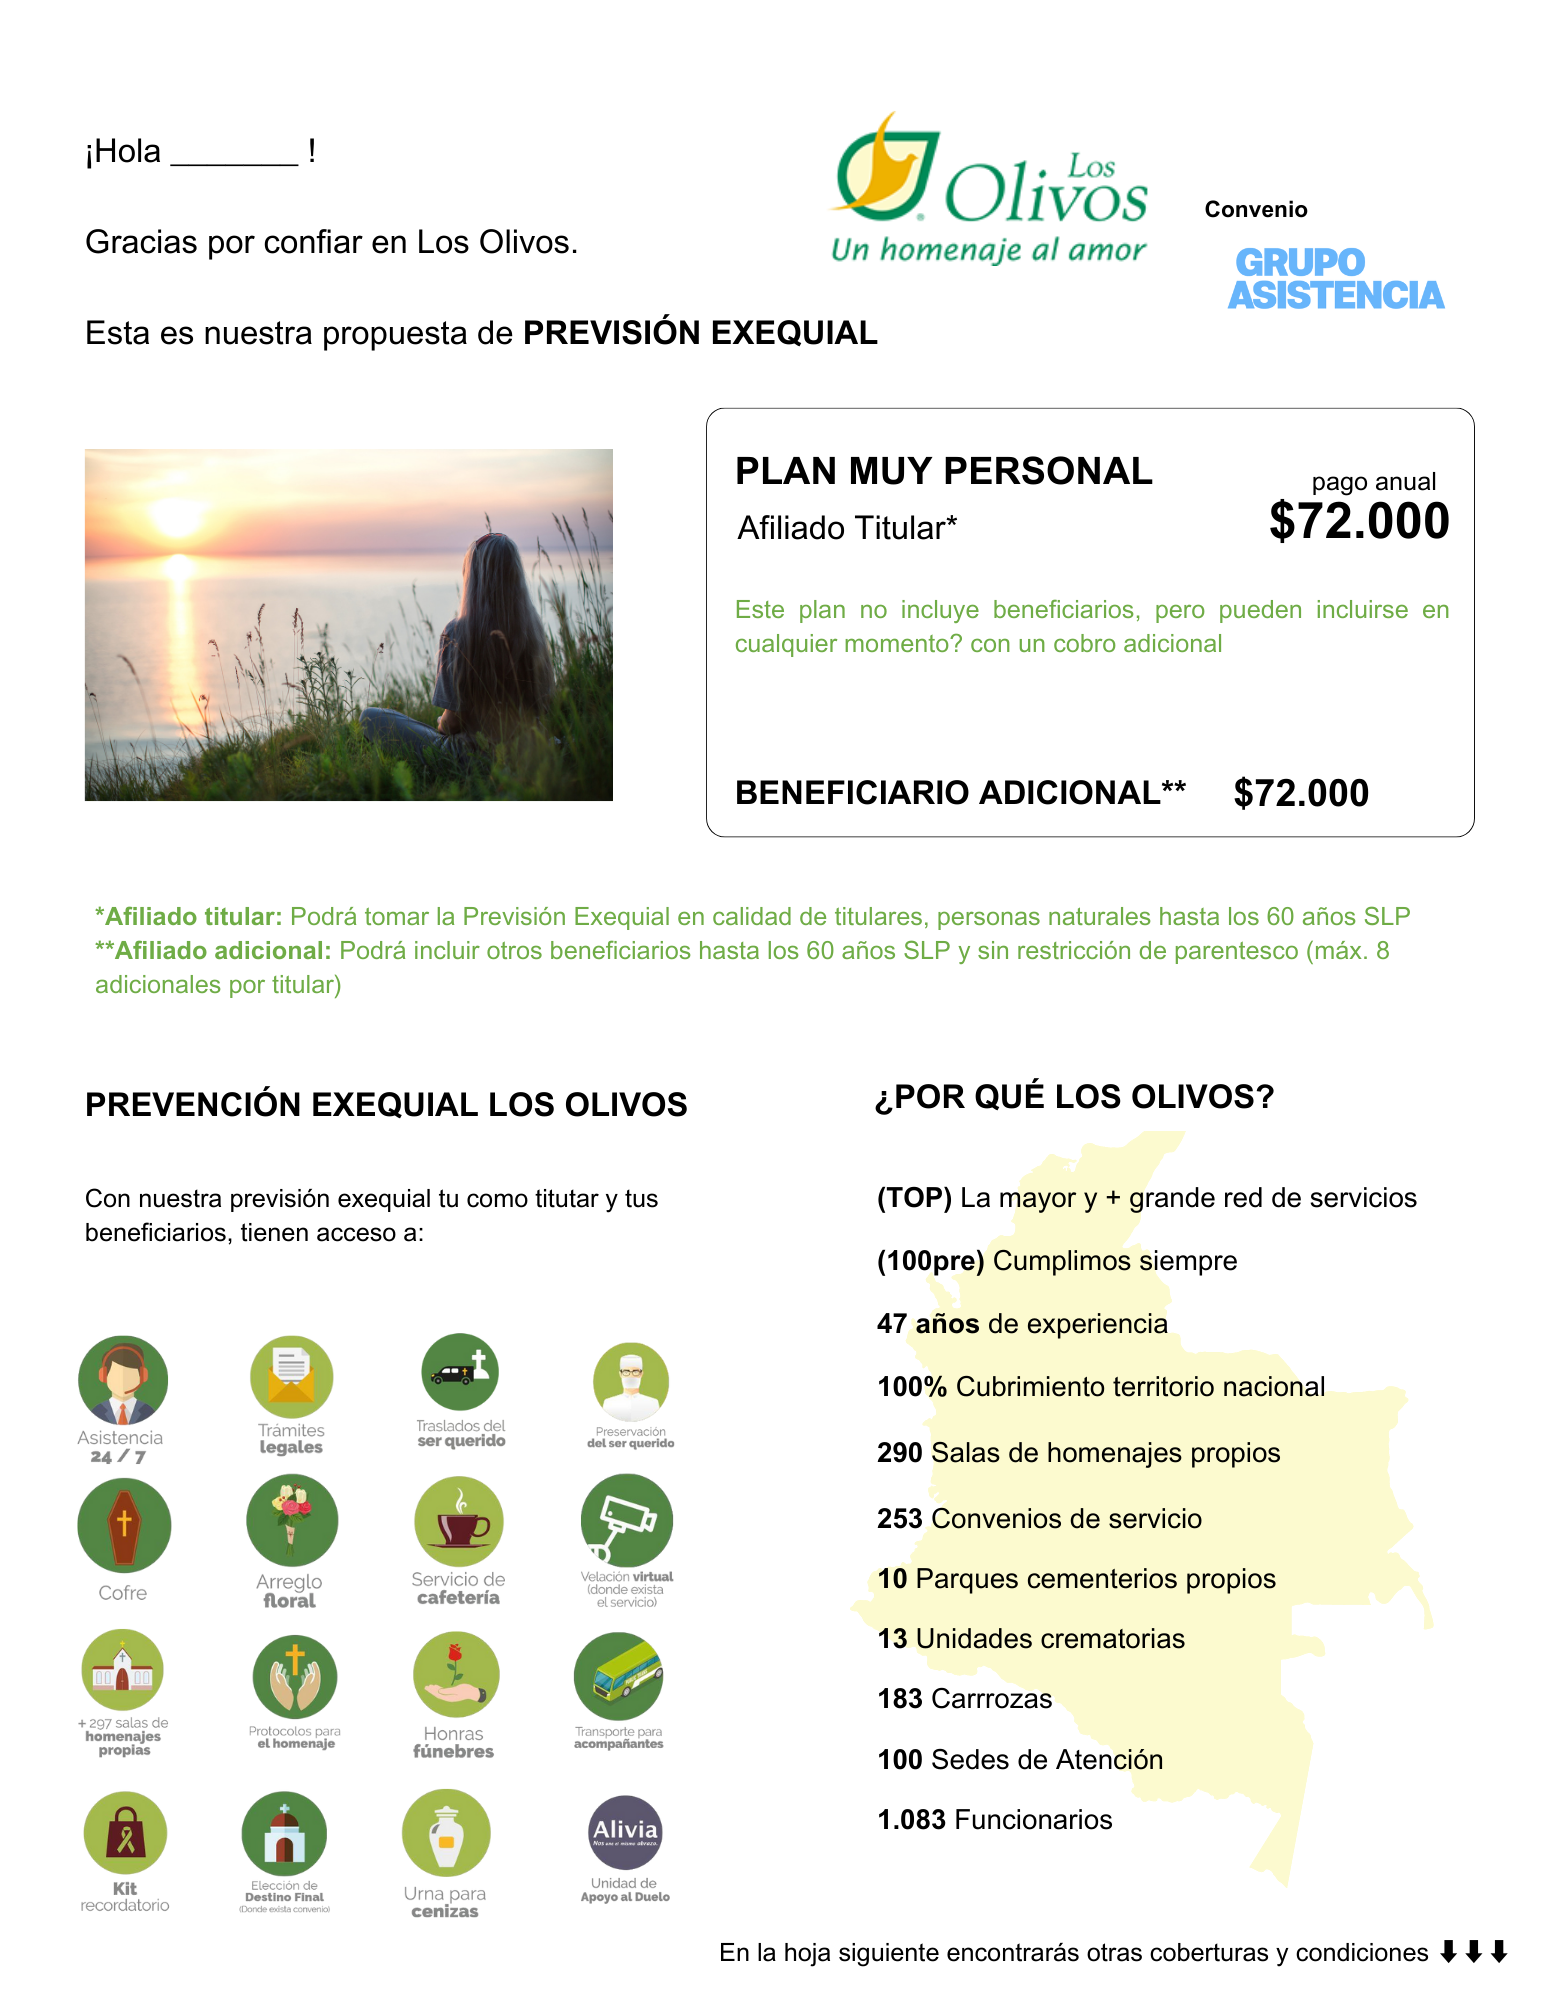 ¡Hola _______ !
Los
Olivos
®
Un homenaje al amor
Convenio
GRUPO
ASISTENCIA
Gracias por confiar en Los Olivos.
Esta es nuestra propuesta de PREVISIÓN EXEQUIAL
PLAN MUY PERSONAL
pago anual
Afiliado Titular*
$72.000
Este plan no incluye beneficiarios, pero pueden incluirse en
cualquier momento? con un cobro adicional
BENEFICIARIO ADICIONAL** $72.000
*Afiliado titular: Podrá tomar la Previsión Exequial en calidad de titulares, personas naturales hasta los 60 años SLP
**Afiliado adicional: Podrá incluir otros beneficiarios hasta los 60 años SLP y sin restricción de parentesco (máx. 8
adicionales por titular)
PREVENCIÓN EXEQUIAL LOS OLIVOS
Con nuestra previsión exequial tu como titutar y tus
beneficiarios, tienen acceso a:
Asistencia
24 / 7
Trámites
legales
Traslados del
ser querido
Preservación
del ser querido
Cofre
Arreglo
floral
Servicio de
cafetería
Velación virtual
(donde exista
el servicio)
+ 297 salas de
homenajes
propias
Protocolos para
el homenaje
Honras
fúnebres
Transporte para
acompañantes
Kit
recordatorio
Elección de
Destino Final
(Donde exista convenio)
Urna para
cenizas
Alivia
Nos une el mismo abrazo.
Unidad de
Apoyo al Duelo
¿POR QUÉ LOS OLIVOS?
(TOP) La mayor y + grande red de servicios
(100pre) Cumplimos siempre
47 años de experiencia
100% Cubrimiento territorio nacional
290 Salas de homenajes propios
253 Convenios de servicio
10 Parques cementerios propios
13 Unidades crematorias
183 Carrrozas
100 Sedes de Atención
1.083 Funcionarios
En la hoja siguiente encontrarás otras coberturas y condiciones